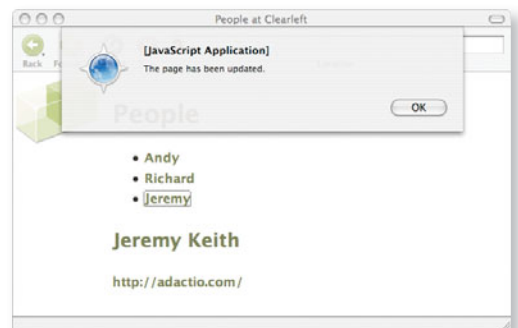 People at Clearleft
[JavaScript Application]
The page has been updated.
Back
OK
People
Andy
Richard
Jeremy
Jeremy Keith
http://adactio.com/